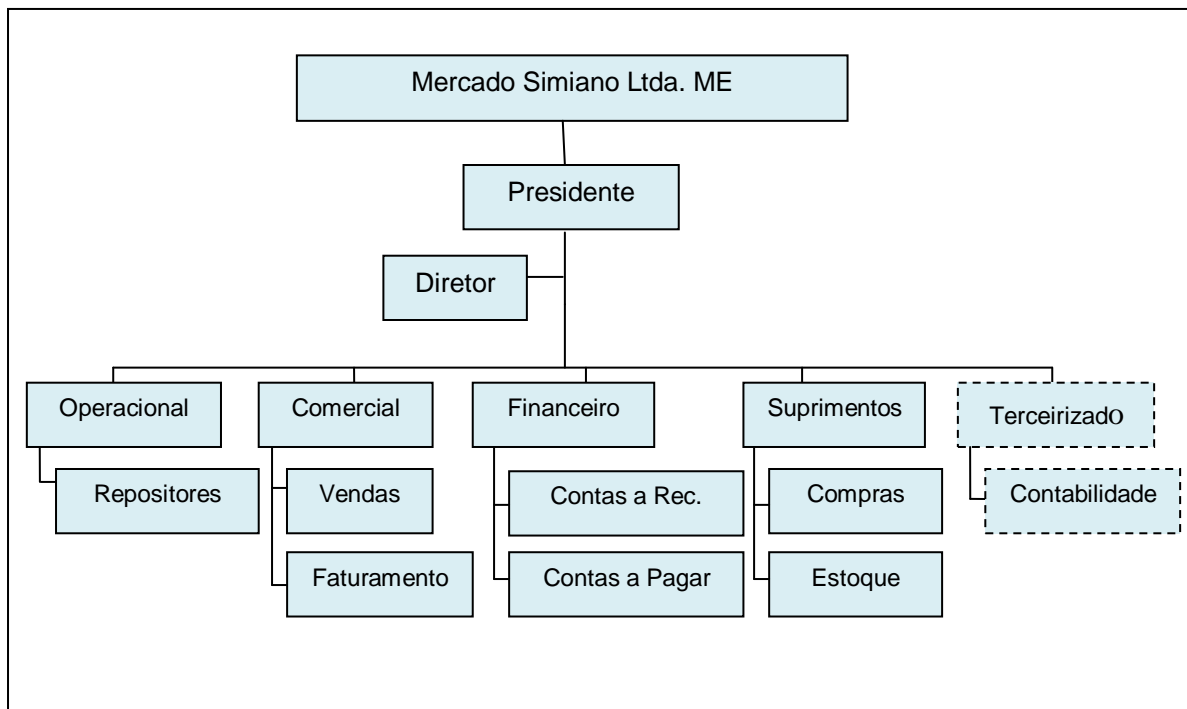 Mercado Simiano Ltda. ME
Presidente
Diretor
Operacional
Comercial
Financeiro
Suprimentos
Terceirizado
Repositores
Vendas
Contas a Rec.
Compras
Contabilidade
Faturamento
Contas a Pagar
Estoque